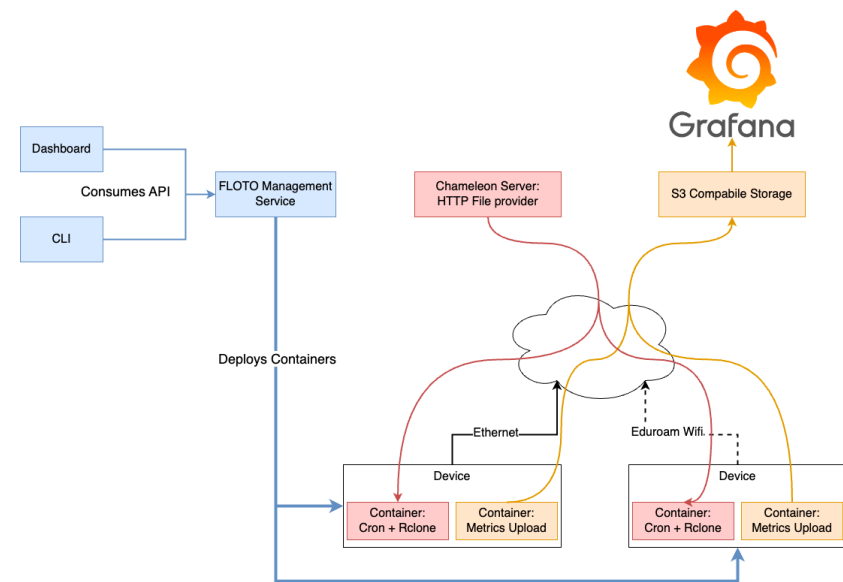 Grafana
Dashboard
Consumes API
CLI
FLOTO Management
Service
Chameleon Server:
HTTP File provider
S3 Compabile Storage
Deploys Containers
Ethernet
Eduroam Wifi
Device
Container:
Cron + Rclone
Container:
Metrics Upload
Device
Container:
Cron + Rclone
Container:
Metrics Upload